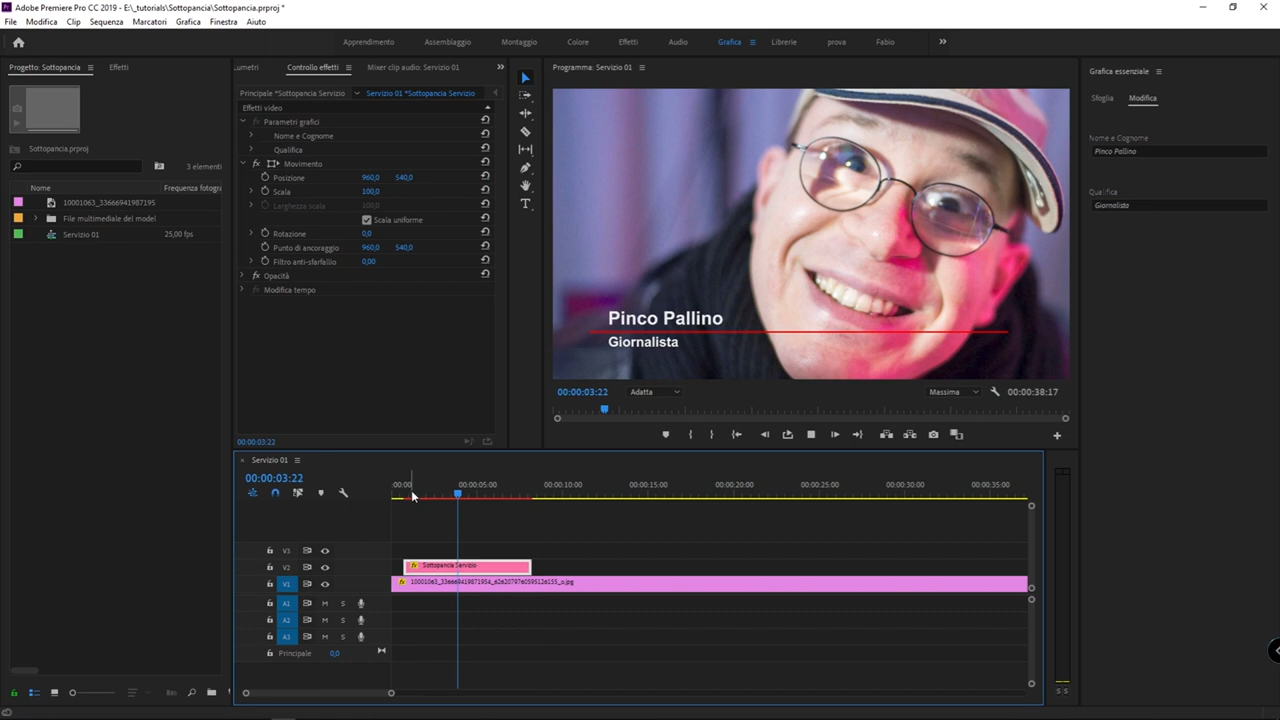 Adobe Premiere Pro CC 2019 - E:\_tutorials\Sottopancia\Sottopancia.prproj *
File Modifica Clip Sequenza Marcatori Grafica Finestra Aiuto
Apprendimento Assemblaggio Montaggio Colore Effetti Audio Grafica Librerie prova Fabio
Progetto: Sottopancia Effetti
Sottopancia.prproj
3 elementi
Nome Frequenza fotogra
10001063_33666941987195
File multimediale del model
Servizio 01 25,00 fps
umetri Controllo effetti Mixer clip audio: Servizio 01
Principale *Sottopancia Servizio Servizio 01 *Sottopancia Servizio
Effetti video
Parametri grafici
Nome e Cognome
Qualifica
fx Movimento
Posizione 960,0 540,0
Scala 100,0
Larghezza scala 100,0
Scala uniforme
Rotazione 0,0
Punto di ancoraggio 960,0 540,0
Filtro anti-sfarfallio 0,00
fx Opacità
Modifica tempo
00:00:03:22
Programma: Servizio 01
Pinco Pallino
Giornalista
00:00:03:22 Adatta Massima 00:00:38:17
Grafica essenziale
Sfoglia Modifica
Nome e Cognome
Pinco Pallino
Qualifica
Giornalista
Servizio 01
00:00:03:22
:00:00 00:00:05:00 00:00:10:00 00:00:15:00 00:00:20:00 00:00:25:00 00:00:30:00 00:00:35:00
V3
V2 fx Sottopancia Servizio
V1 fx
A1 M S
A2 M S
A3 M S
Principale 0,0
S S